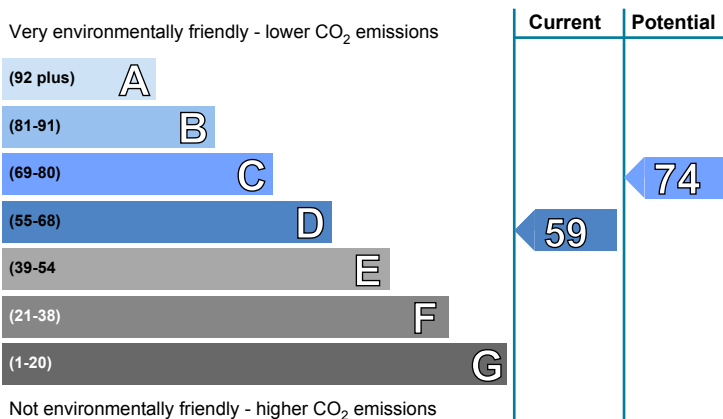 Current Potential
Very environmentally friendly - lower CO2 emissions
(92 plus) A
(81-91) B
(69-80) C
74
(55-68) D
59
(39-54 E
(21-38) F
(1-20) G
Not environmentally friendly - higher CO2 emissions